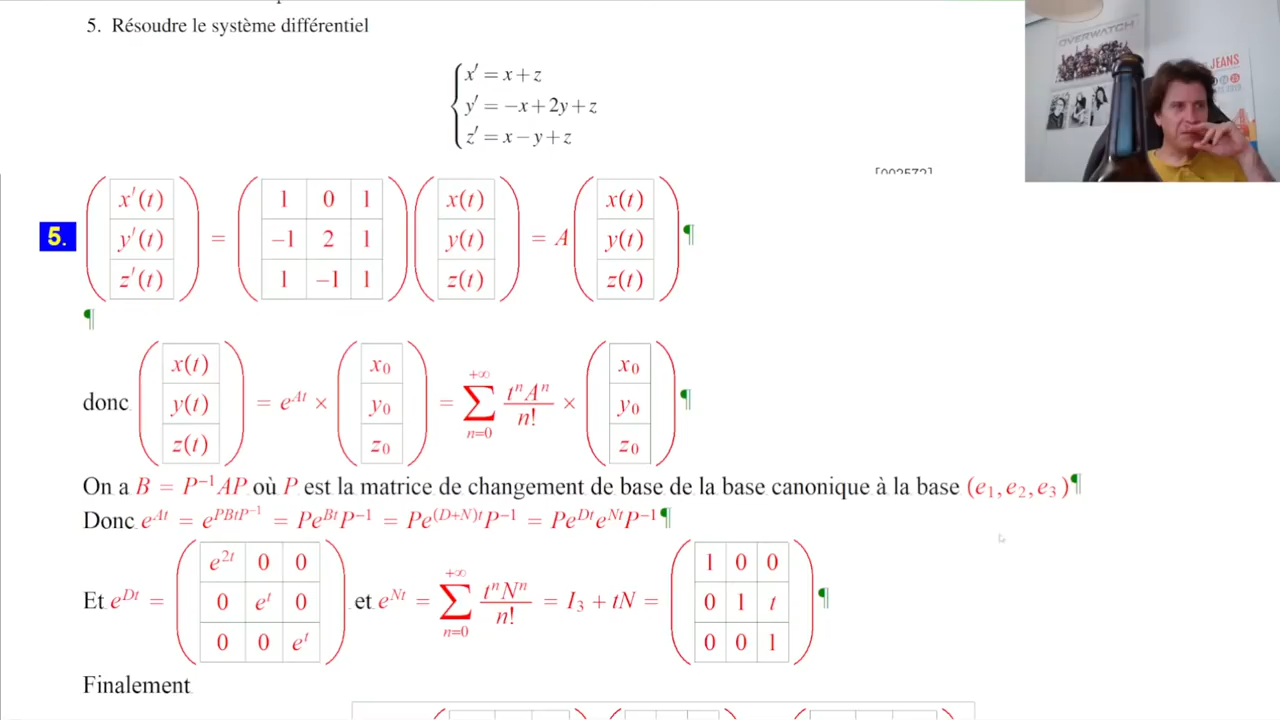 5. Résoudre le système différentiel
x′ = x + z
y′ = −x + 2y + z
z′ = x − y + z
OVERWATCH
JEANS
5. (x′(t) y′(t) z′(t)) = (1 0 1 −1 2 1 1 −1 1) (x(t) y(t) z(t)) = A (x(t) y(t) z(t)) ¶
¶
donc (x(t) y(t) z(t)) = e^{At} × (x₀ y₀ z₀) = ∑_{n=0}^{+∞} tⁿAⁿ/n! × (x₀ y₀ z₀) ¶
On a B = P⁻¹AP où P est la matrice de changement de base de la base canonique à la base (e₁, e₂, e₃)¶
Donc e^{At} = e^{PBtP⁻¹} = Pe^{Bt}P⁻¹ = Pe^{(D+N)t}P⁻¹ = Pe^{Dt}e^{Nt}P⁻¹¶
Et e^{Dt} = (e^{2t} 0 0 0 e^t 0 0 0 e^t) et e^{Nt} = ∑_{n=0}^{+∞} tⁿNⁿ/n! = I₃ + tN = (1 0 0 0 1 t 0 0 1) ¶
Finalement